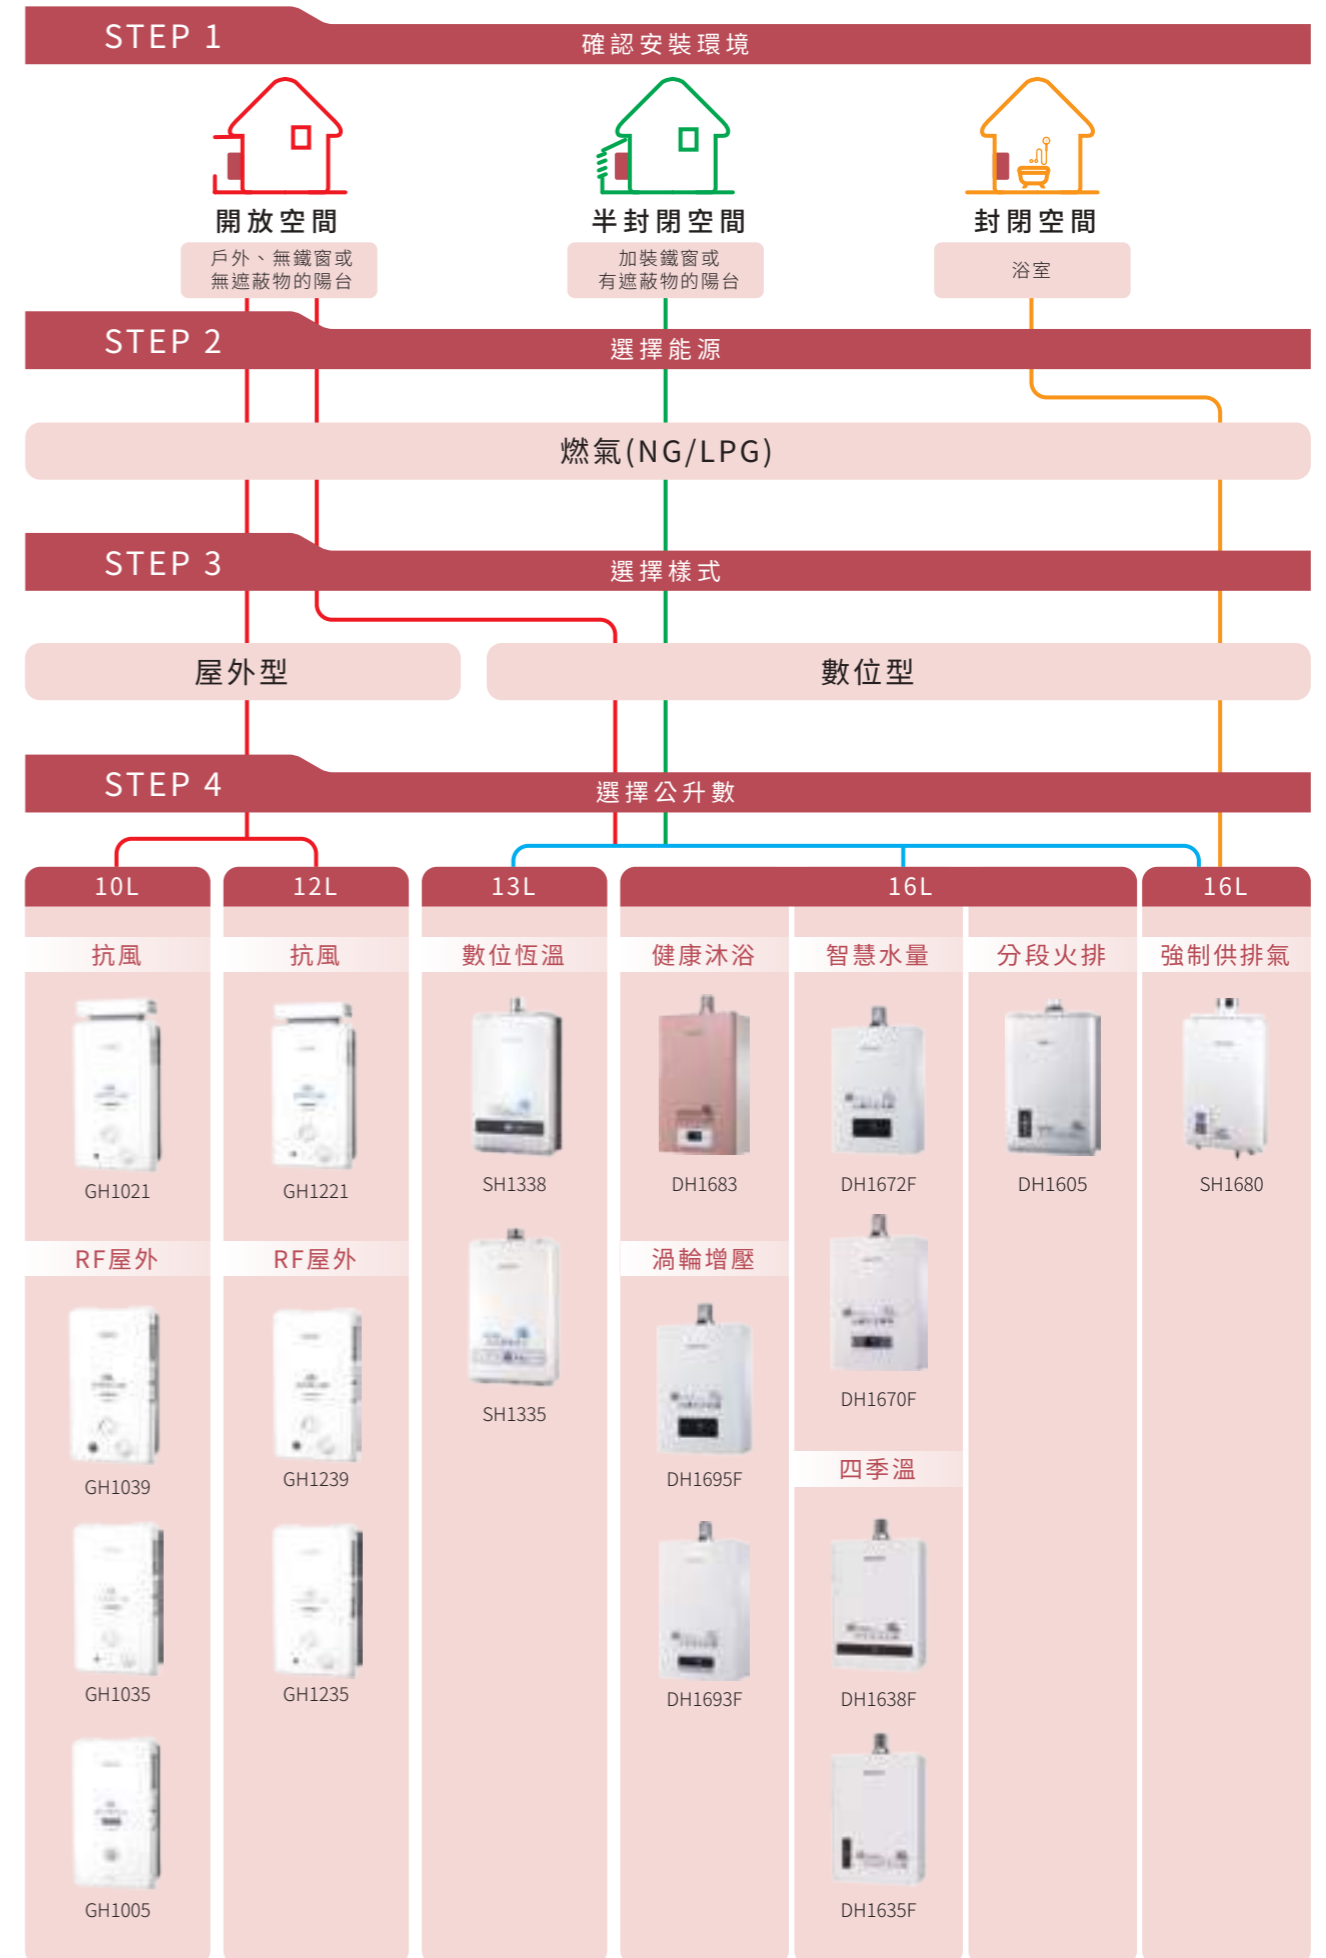 STEP 1
確認安裝環境
開放空間
半封閉空間
封閉空間
戶外、無鐵窗或
無遮蔽物的陽台
加裝鐵窗或
有遮蔽物的陽台
浴室
STEP 2
選擇能源
燃氣(NG/LPG)
STEP 3
選擇樣式
屋外型
數位型
STEP 4
選擇公升數
10L
12L
13L
16L
16L
抗風
抗風
數位恆溫
健康沐浴
智慧水量
分段火排
強制供排氣
GH1021
GH1221
SH1338
DH1683
DH1672F
DH1605
SH1680
RF屋外
RF屋外
渦輪增壓
GH1039
GH1239
SH1335
DH1695F
DH1670F
四季溫
GH1035
GH1235
DH1693F
DH1638F
GH1005
DH1635F